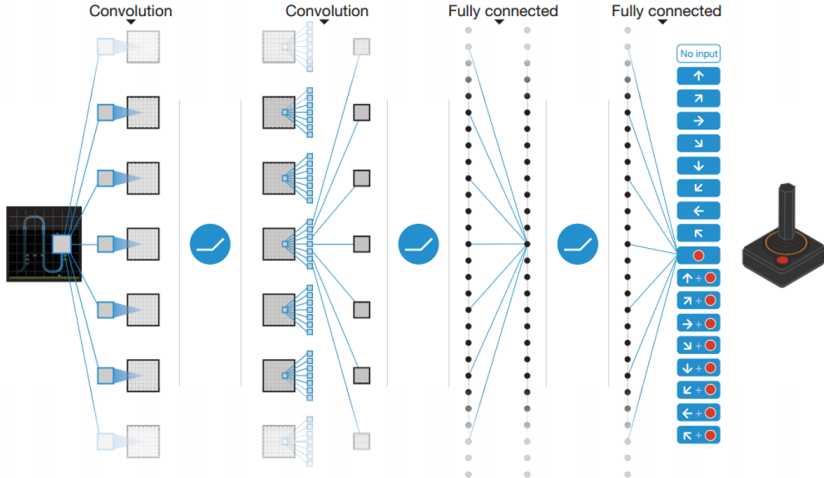 Convolution
Convolution
Fully connected
Fully connected
No input
+
+
+
+
+
+
+
+